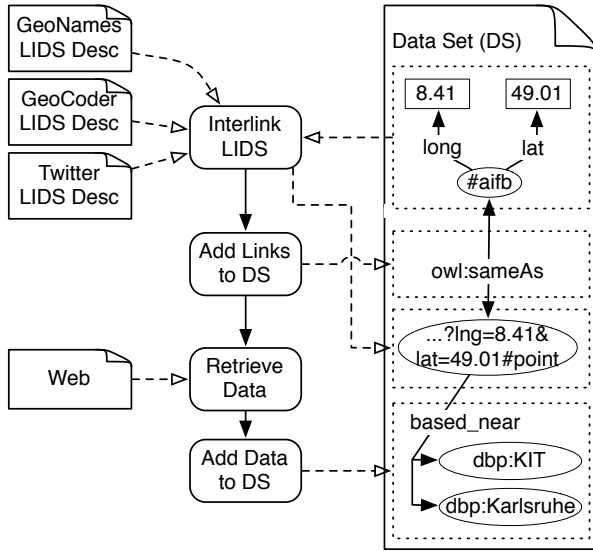 GeoNames
LIDS Desc
GeoCoder
LIDS Desc
Twitter
LIDS Desc
Web
Interlink
LIDS
Add Links
to DS
Retrieve
Data
Add Data
to DS
Data Set (DS)
8.41
49.01
long
lat
#aifb
owl:sameAs
...?lng=8.41&
lat=49.01#point
based_near
dbp:KIT
dbp:Karlsruhe